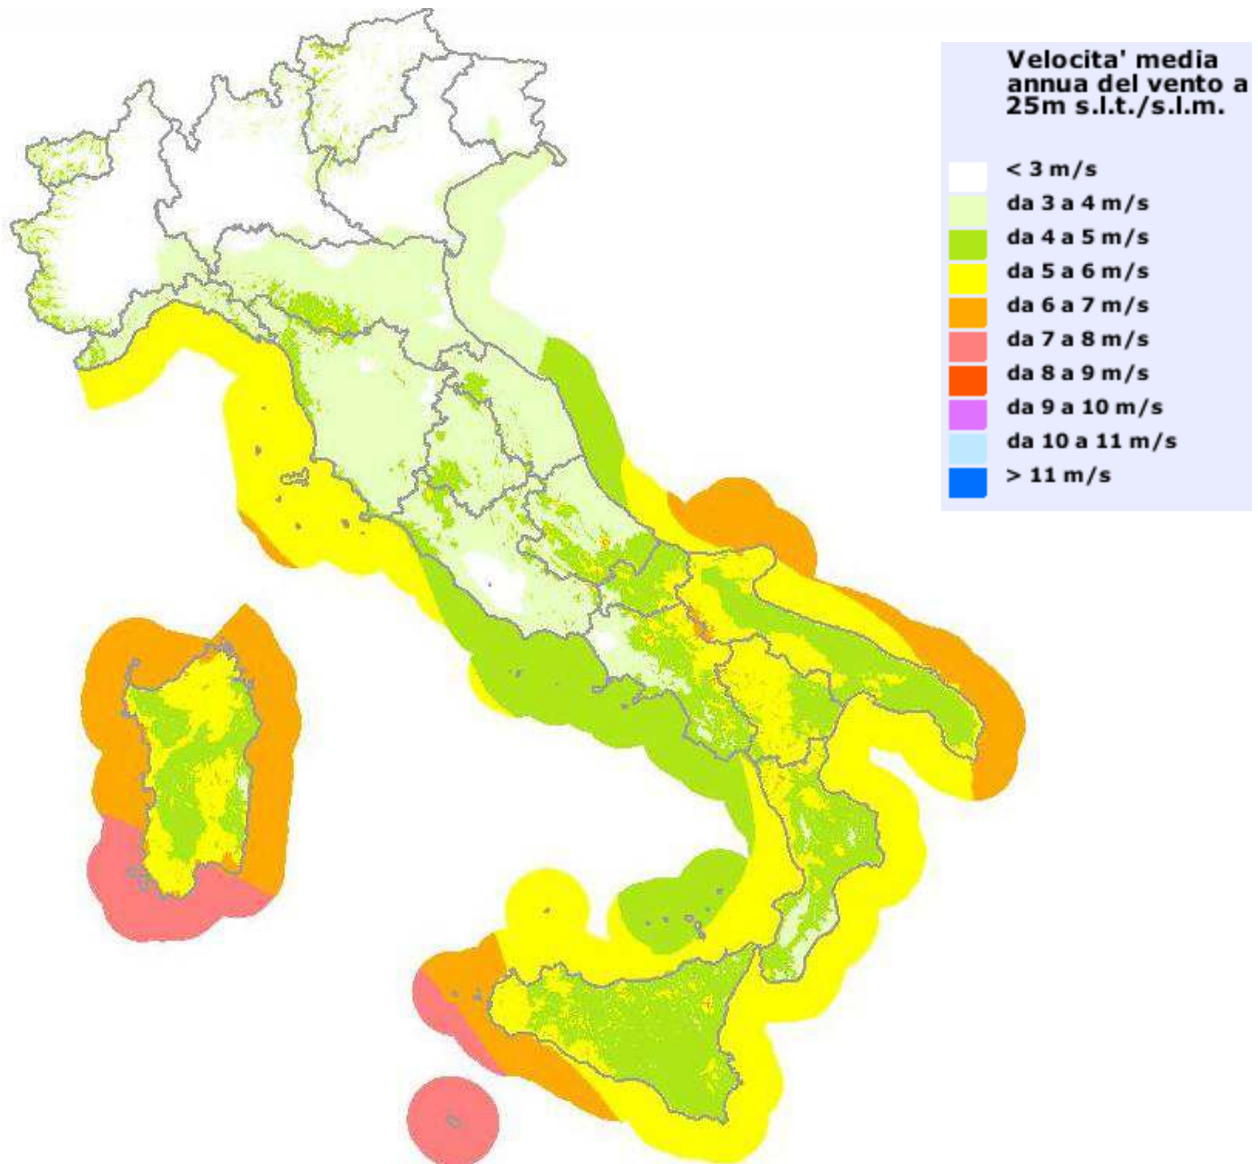 Velocita' media
annua del vento a
25m s.l.t./s.l.m.
< 3 m/s
da 3 a 4 m/s
da 4 a 5 m/s
da 5 a 6 m/s
da 6 a 7 m/s
da 7 a 8 m/s
da 8 a 9 m/s
da 9 a 10 m/s
da 10 a 11 m/s
> 11 m/s